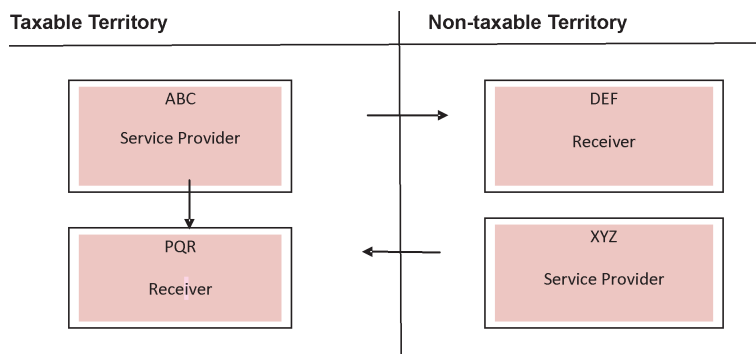 Taxable Territory
Non-taxable Territory
ABC
Service Provider
DEF
Receiver
PQR
Receiver
XYZ
Service Provider